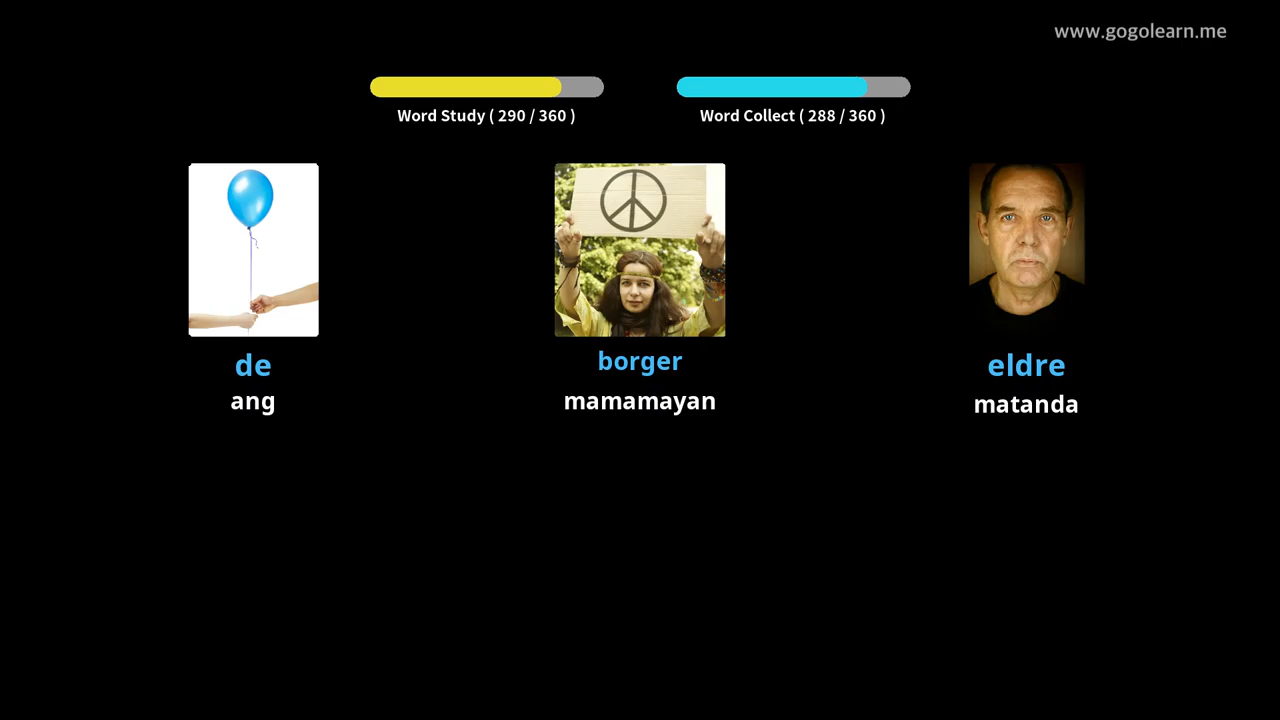 www.gogolearn.me
Word Study ( 290 / 360 )
Word Collect ( 288 / 360 )
de
borger
eldre
ang
mamamayan
matanda